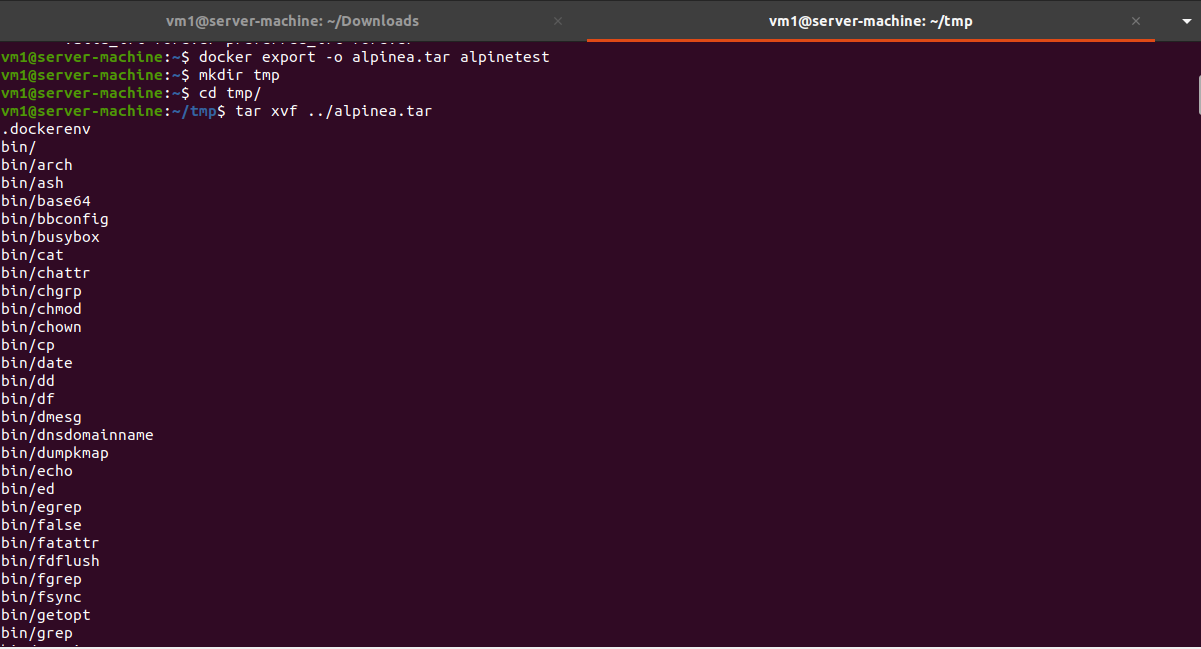 vm1@server-machine: ~/Downloads
vm1@server-machine: ~/tmp
vm1@server-machine:~$ docker export -o alpinea.tar alpinetest
vm1@server-machine:~$ mkdir tmp
vm1@server-machine:~$ cd tmp/
vm1@server-machine:~/tmp$ tar xvf ../alpinea.tar
.dockerenv
bin/
bin/arch
bin/ash
bin/base64
bin/bbconfig
bin/busybox
bin/cat
bin/chattr
bin/chgrp
bin/chmod
bin/chown
bin/cp
bin/date
bin/dd
bin/df
bin/dmesg
bin/dnsdomainname
bin/dumpkmap
bin/echo
bin/ed
bin/egrep
bin/false
bin/fatattr
bin/fdflush
bin/fgrep
bin/fsync
bin/getopt
bin/grep